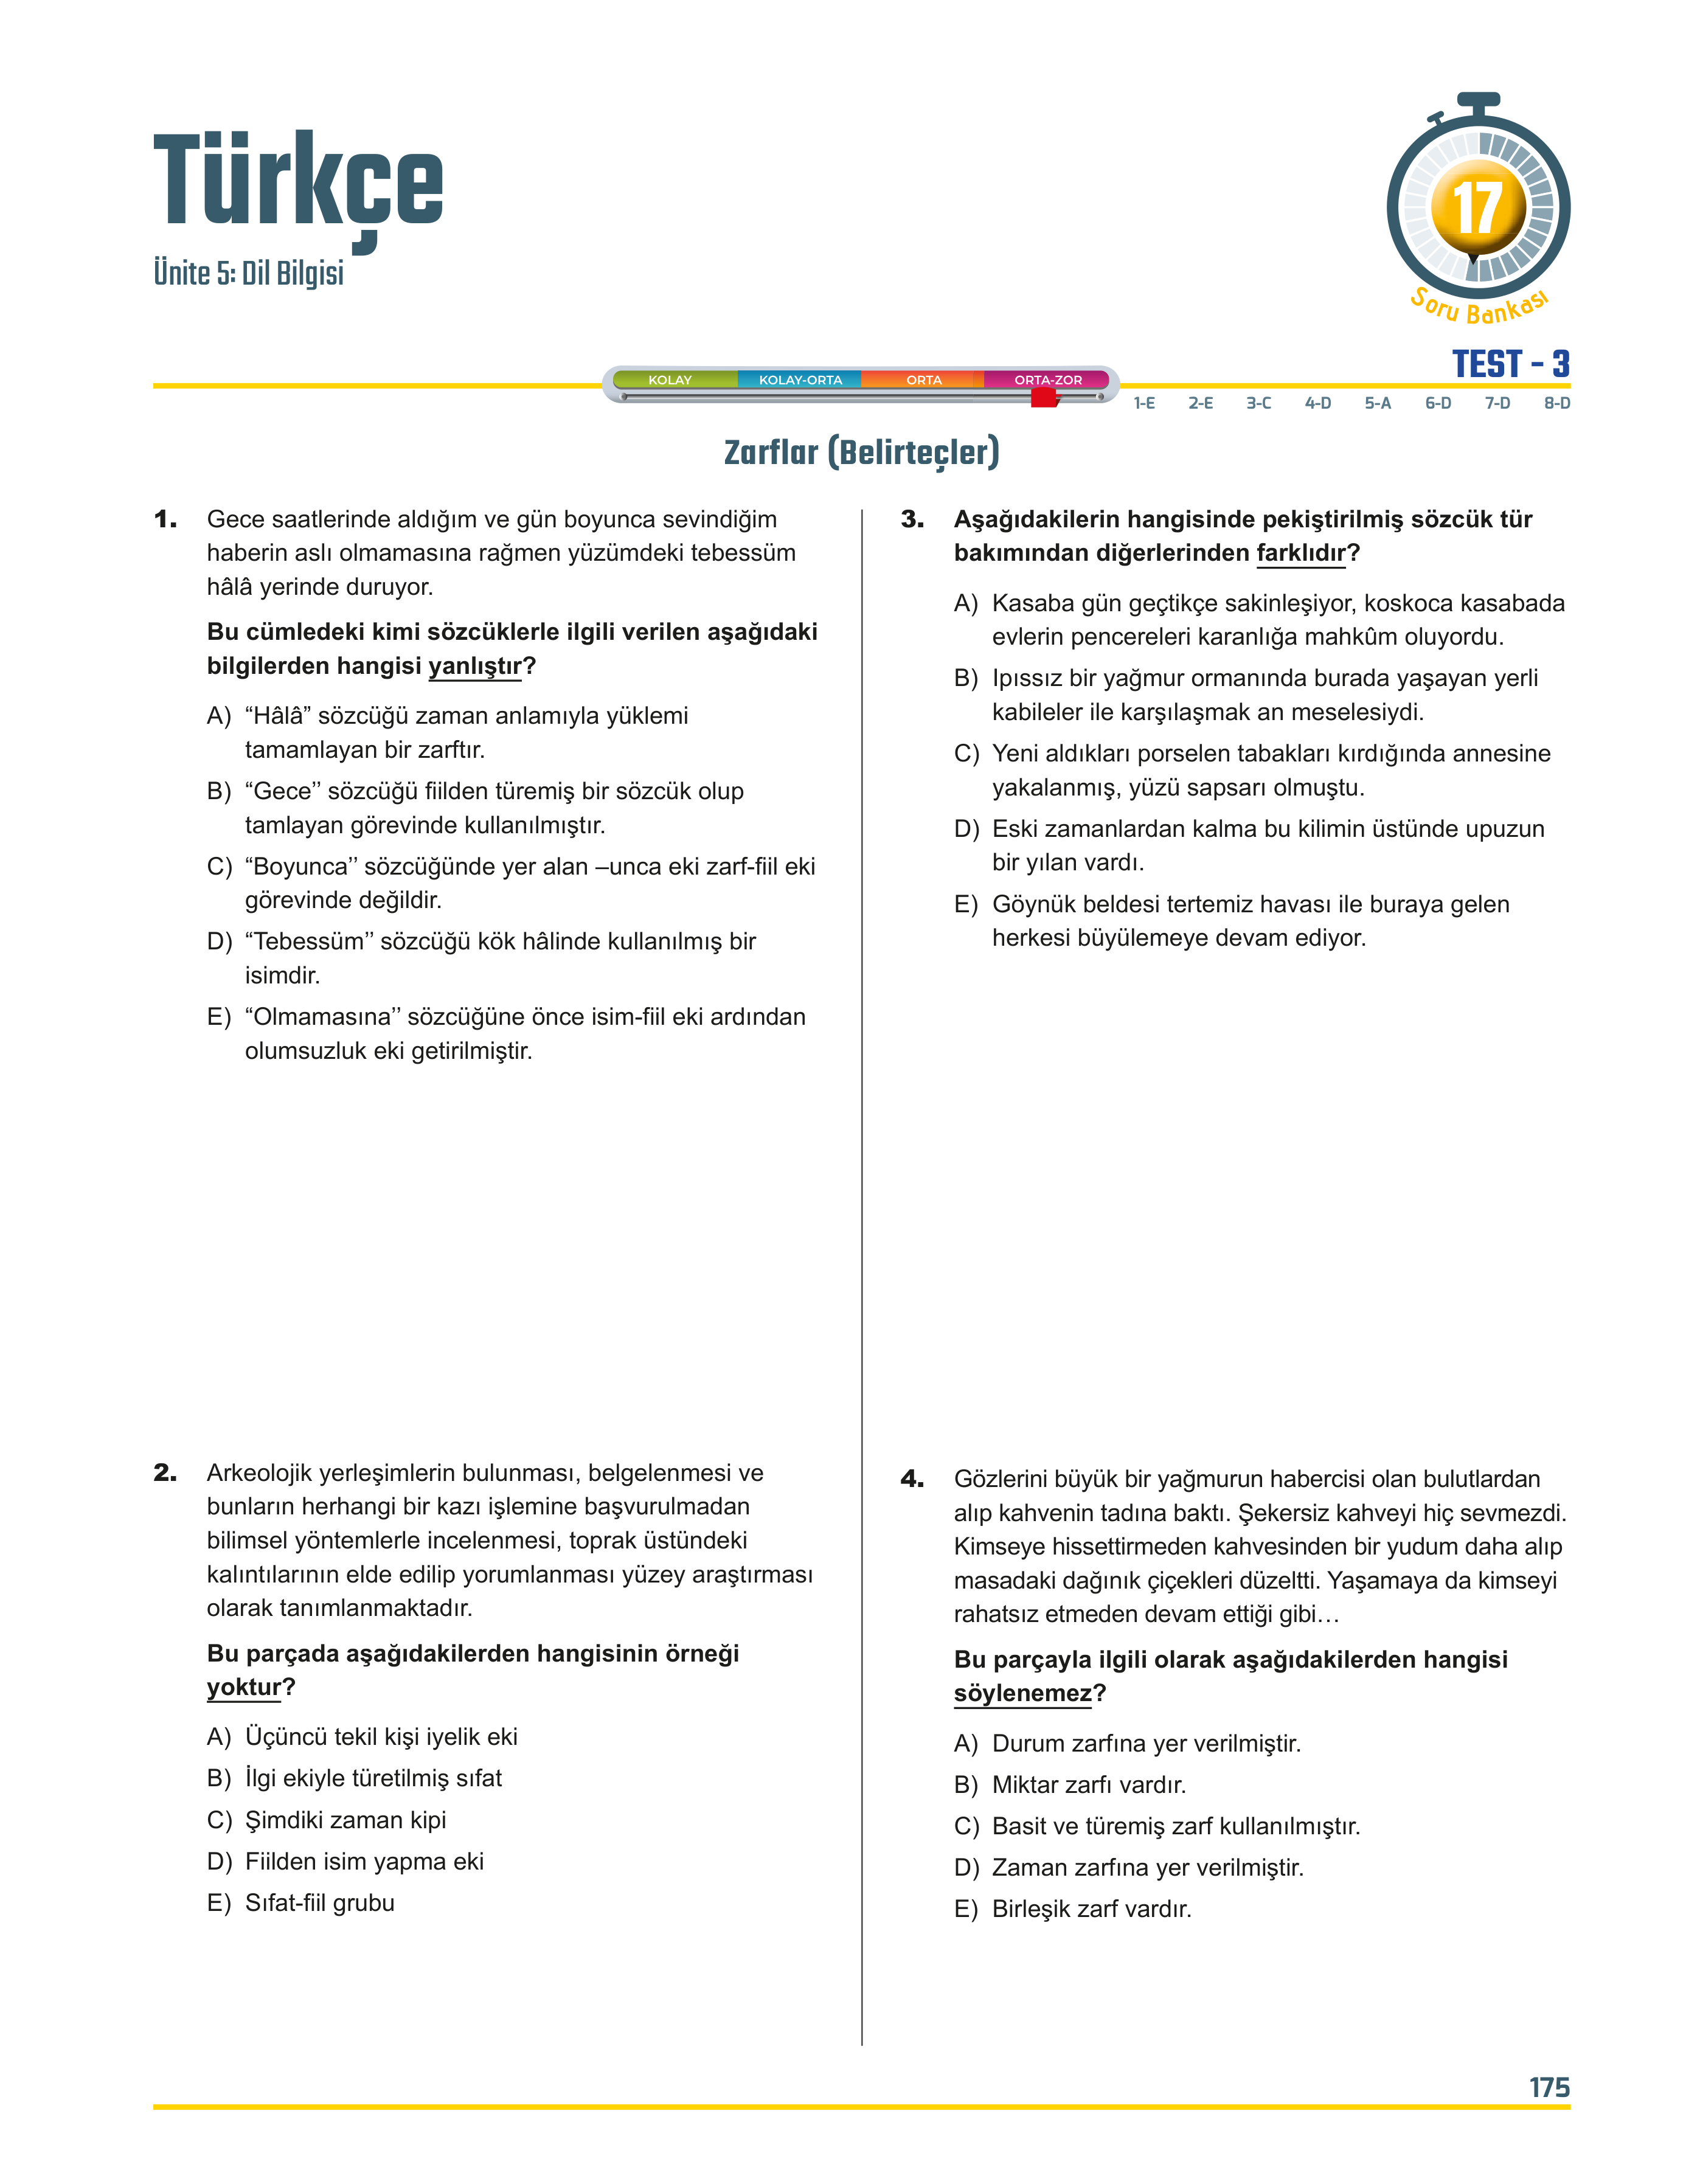 Türkçe
Ünite 5: Dil Bilgisi
17
Soru Bankası
TEST - 3
KOLAY KOLAY-ORTA ORTA ORTA-ZOR
1-E 2-E 3-C 4-D 5-A 6-D 7-D 8-D
Zarflar (Belirteçler)
1. Gece saatlerinde aldığım ve gün boyunca sevindiğim
haberin aslı olmamasına rağmen yüzümdeki tebessüm
hâlâ yerinde duruyor.
Bu cümledeki kimi sözcüklerle ilgili verilen aşağıdaki
bilgilerden hangisi yanlıştır?
A) “Hâlâ” sözcüğü zaman anlamıyla yüklemi
tamamlayan bir zarftır.
B) “Gece’’ sözcüğü fiilden türemiş bir sözcük olup
tamlayan görevinde kullanılmıştır.
C) “Boyunca’’ sözcüğünde yer alan –unca eki zarf-fiil eki
görevinde değildir.
D) “Tebessüm’’ sözcüğü kök hâlinde kullanılmış bir
isimdir.
E) “Olmamasına’’ sözcüğüne önce isim-fiil eki ardından
olumsuzluk eki getirilmiştir.
2. Arkeolojik yerleşimlerin bulunması, belgelenmesi ve
bunların herhangi bir kazı işlemine başvurulmadan
bilimsel yöntemlerle incelenmesi, toprak üstündeki
kalıntılarının elde edilip yorumlanması yüzey araştırması
olarak tanımlanmaktadır.
Bu parçada aşağıdakilerden hangisinin örneği
yoktur?
A) Üçüncü tekil kişi iyelik eki
B) İlgi ekiyle türetilmiş sıfat
C) Şimdiki zaman kipi
D) Fiilden isim yapma eki
E) Sıfat-fiil grubu
3. Aşağıdakilerin hangisinde pekiştirilmiş sözcük tür
bakımından diğerlerinden farklıdır?
A) Kasaba gün geçtikçe sakinleşiyor, koskoca kasabada
evlerin pencereleri karanlığa mahkûm oluyordu.
B) Ipıssız bir yağmur ormanında burada yaşayan yerli
kabileler ile karşılaşmak an meselesiydi.
C) Yeni aldıkları porselen tabakları kırdığında annesine
yakalanmış, yüzü sapsarı olmuştu.
D) Eski zamanlardan kalma bu kilimin üstünde upuzun
bir yılan vardı.
E) Göynük beldesi tertemiz havası ile buraya gelen
herkesi büyülemeye devam ediyor.
4. Gözlerini büyük bir yağmurun habercisi olan bulutlardan
alıp kahvenin tadına baktı. Şekersiz kahveyi hiç sevmezdi.
Kimseye hissettirmeden kahvesinden bir yudum daha alıp
masadaki dağınık çiçekleri düzeltti. Yaşamaya da kimseyi
rahatsız etmeden devam ettiği gibi…
Bu parçayla ilgili olarak aşağıdakilerden hangisi
söylenemez?
A) Durum zarfına yer verilmiştir.
B) Miktar zarfı vardır.
C) Basit ve türemiş zarf kullanılmıştır.
D) Zaman zarfına yer verilmiştir.
E) Birleşik zarf vardır.
175